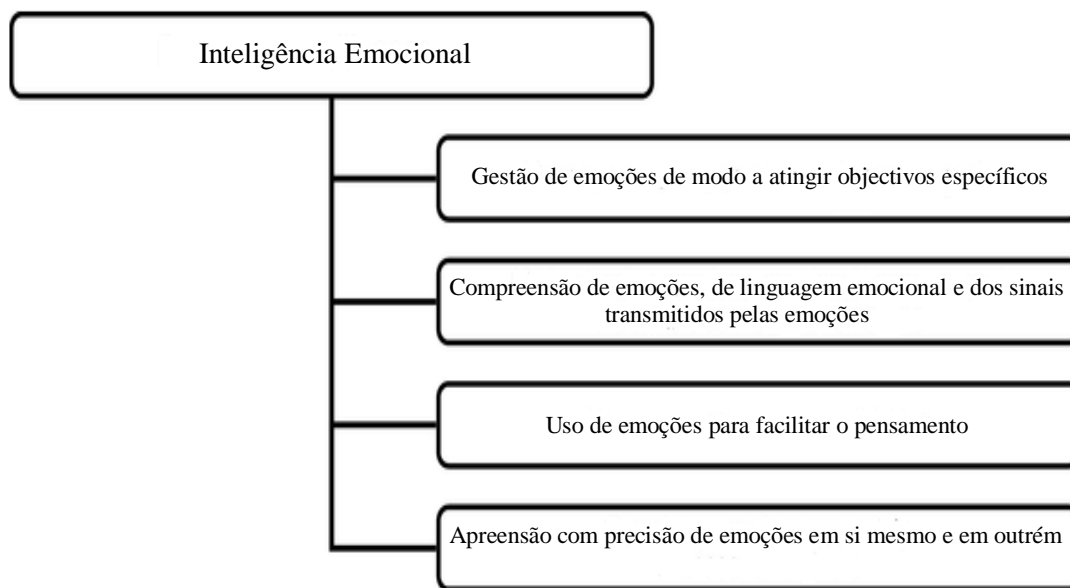 Inteligência Emocional
Gestão de emoções de modo a atingir objectivos específicos
Compreensão de emoções, de linguagem emocional e dos sinais
transmitidos pelas emoções
Uso de emoções para facilitar o pensamento
Apreensão com precisão de emoções em si mesmo e em outrém